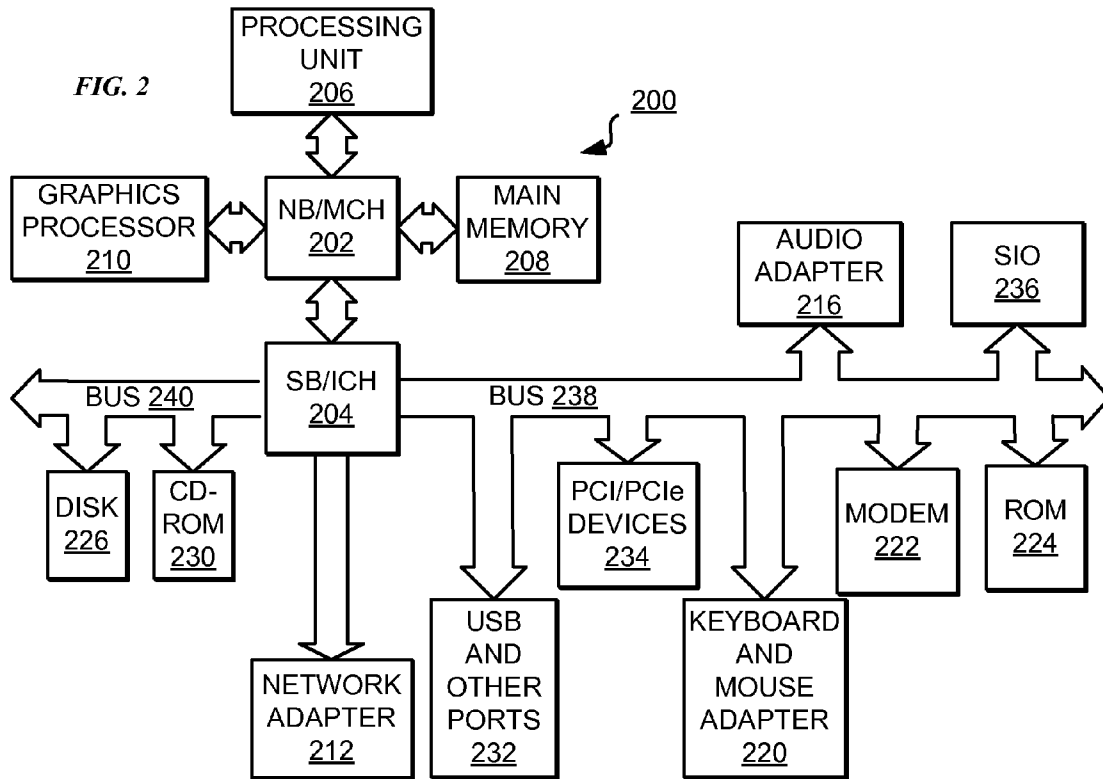 PROCESSING
UNIT
206
FIG. 2
200
GRAPHICS
PROCESSOR
210
NB/MCH
202
MAIN
MEMORY
208
AUDIO
ADAPTER
216
SIO
236
SB/ICH
204
BUS 240
BUS 238
DISK
226
CD-
ROM
230
PCI/PCIe
DEVICES
234
MODEM
222
ROM
224
NETWORK
ADAPTER
212
USB AND
OTHER
PORTS
232
KEYBOARD
AND
MOUSE
ADAPTER
220